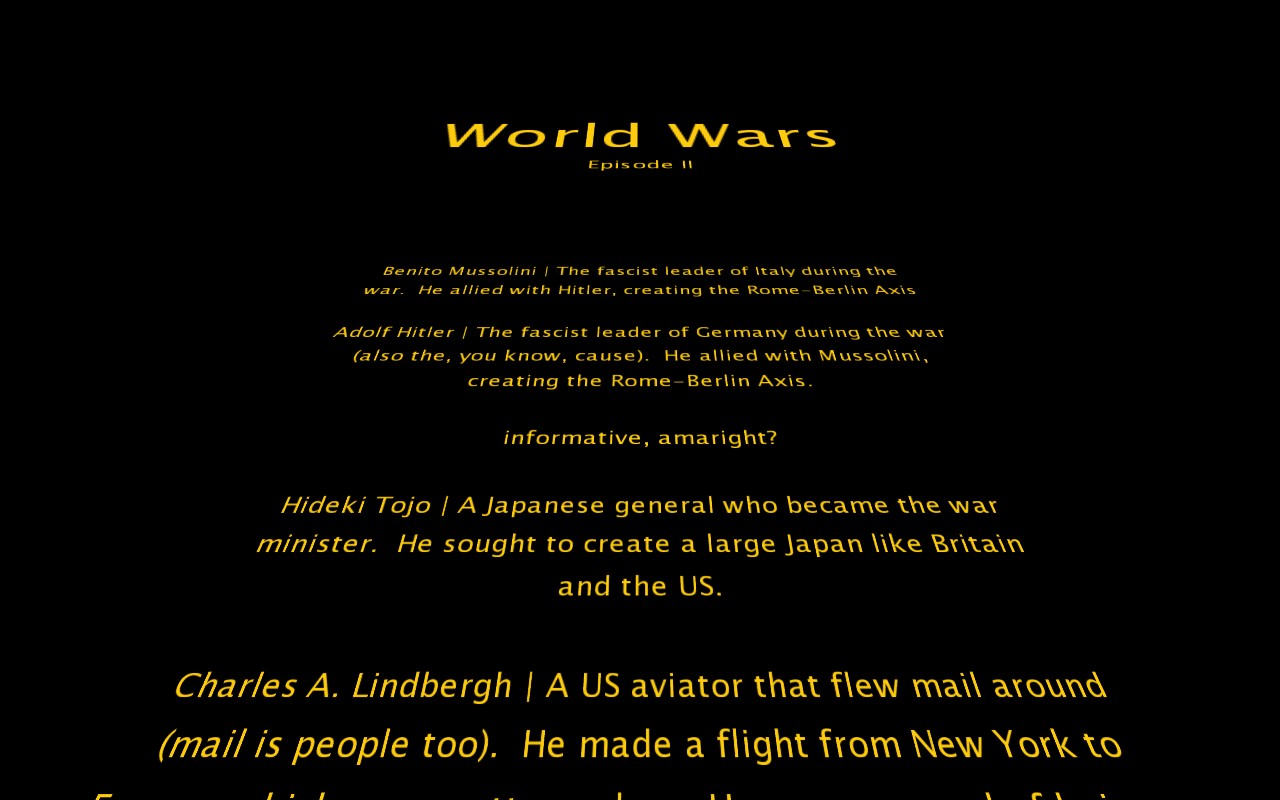 World Wars
Episode II
Benito Mussolini | The fascist leader of Italy during the
war.  He allied with Hitler, creating the Rome-Berlin Axis
Adolf Hitler | The fascist leader of Germany during the war
(also the, you know, cause).  He allied with Mussolini,
creating the Rome-Berlin Axis.
informative, amaright?
Hideki Tojo | A Japanese general who became the war
minister.  He sought to create a large Japan like Britain
and the US.
Charles A. Lindbergh | A US aviator that flew mail around
(mail is people too).  He made a flight from New York to